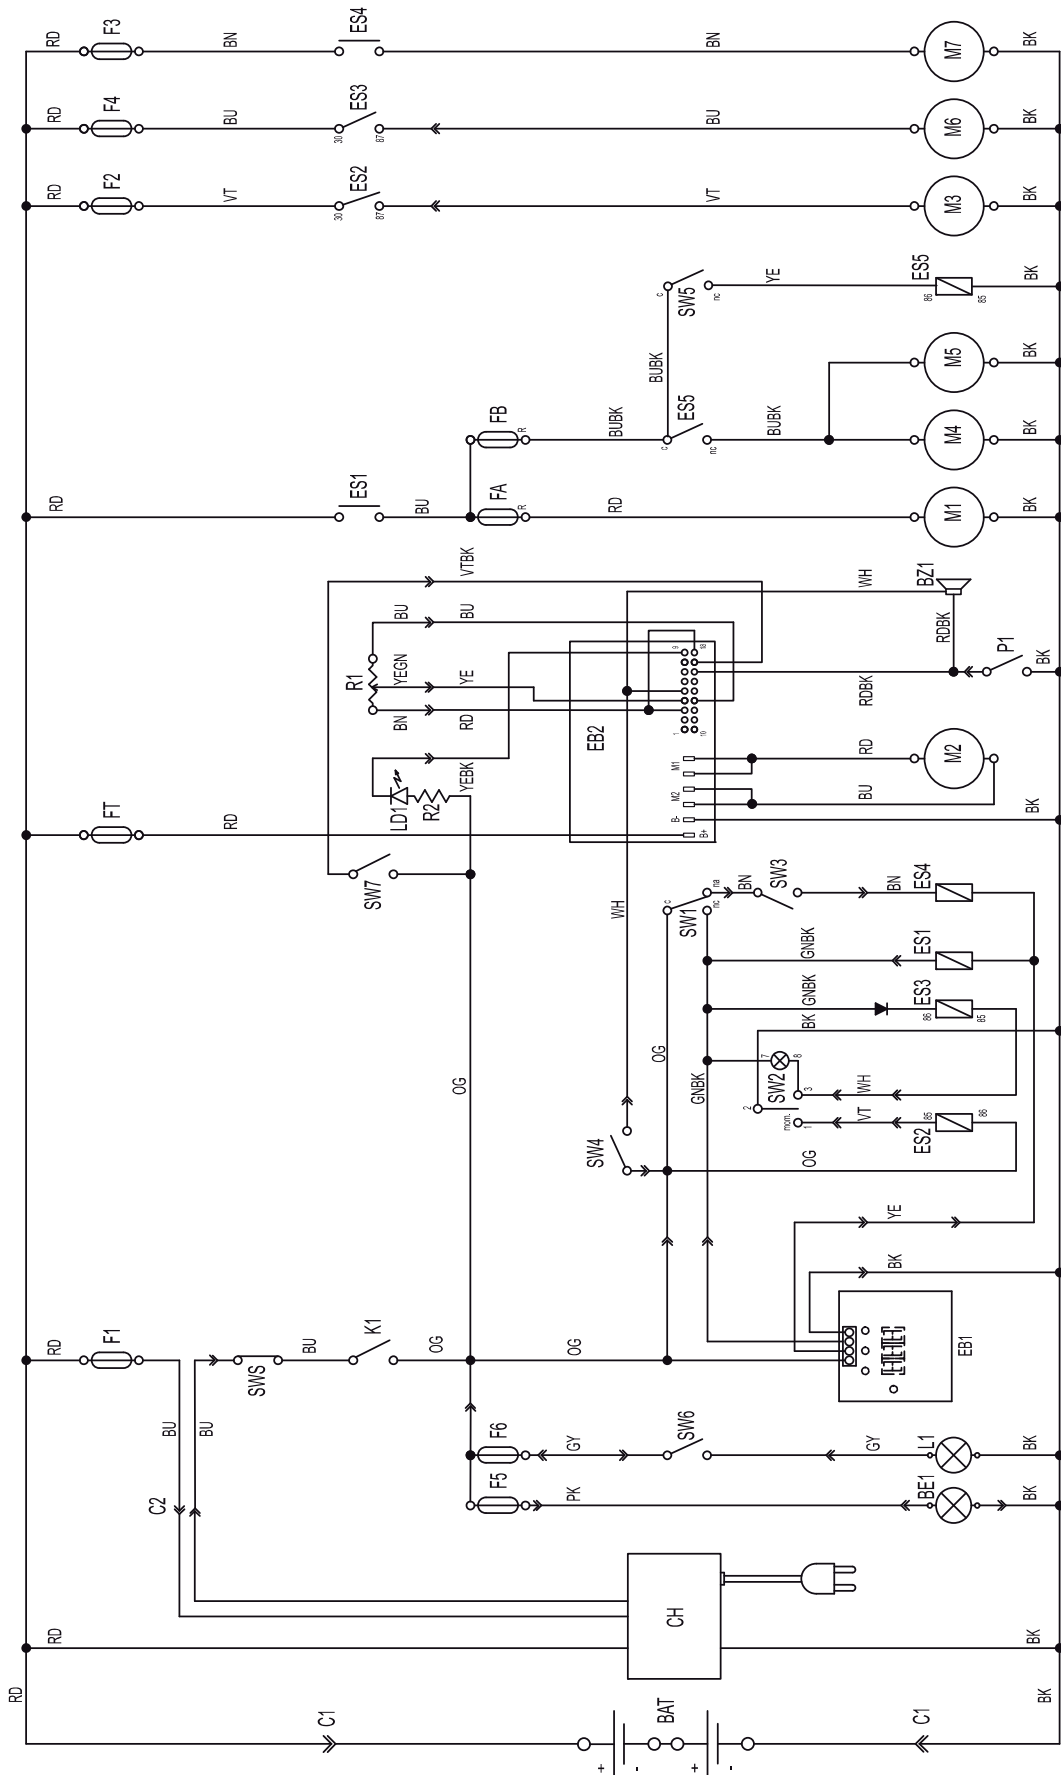 RD
F3
BN
ES4
BN
M7
BK
RD
F4
BU
30
ES3
87
BU
M6
BK
RD
F2
VT
30
ES2
87
VT
M3
BK
c
SW5
nc
YE
86
ES5
85
BK
BUBK
M5
BK
FB
R
BUBK
c
ES5
nc
BUBK
M4
BK
RD
ES1
BU
FA
R
RD
M1
BK
VTBK
WH
BZ1
BU
BU
RDBK
R1
YEGN
YE
9
18
P1
BK
BN
RD
EB2
1
10
RDBK
LD1
R2
YEBK
M1
M2
B-
B+
RD
M2
BU
BK
FT
RD
SW7
WH
c
SW1
na
nc
BN
SW3
BN
ES4
GNBK
ES1
GNBK
86
ES3
85
BK
OG
OG
GNBK
7
8
SW2
2
3
WH
mom.
1
VT
85
ES2
86
SW4
OG
YE
BK
RD
F1
BU
BU
SWS
BU
K1
OG
OG
EB1
C2
F6
GY
SW6
GY
L1
BK
F5
PK
BE1
BK
CH
RD
BK
RD
BK
C1
+
-
BAT
+
-
C1